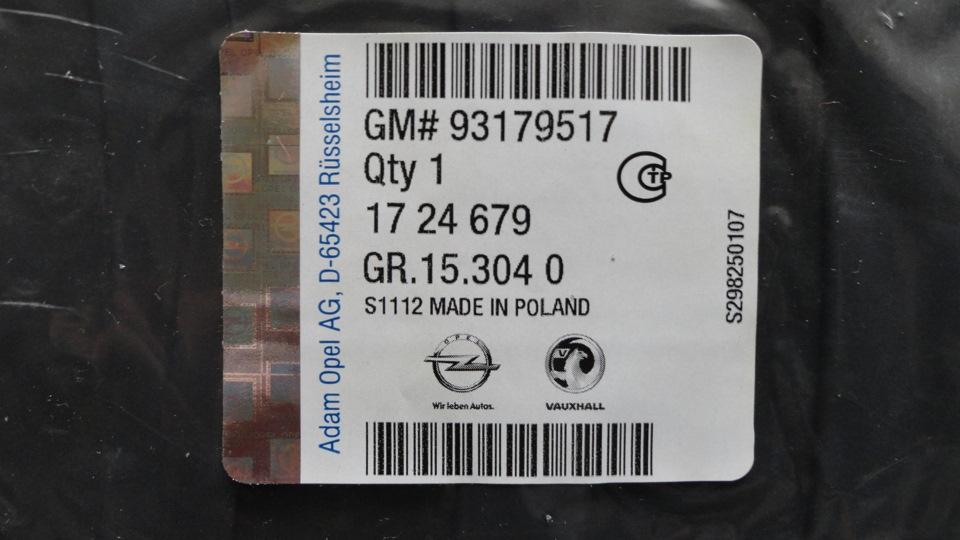 Adam Opel AG, D-65423 Rüsselsheim
GM# 93179517
Qty 1
17 24 679
GR.15.304 0
S1112 MADE IN POLAND
OPEL
Wir leben Autos.
V
VAUXHALL
S298250107